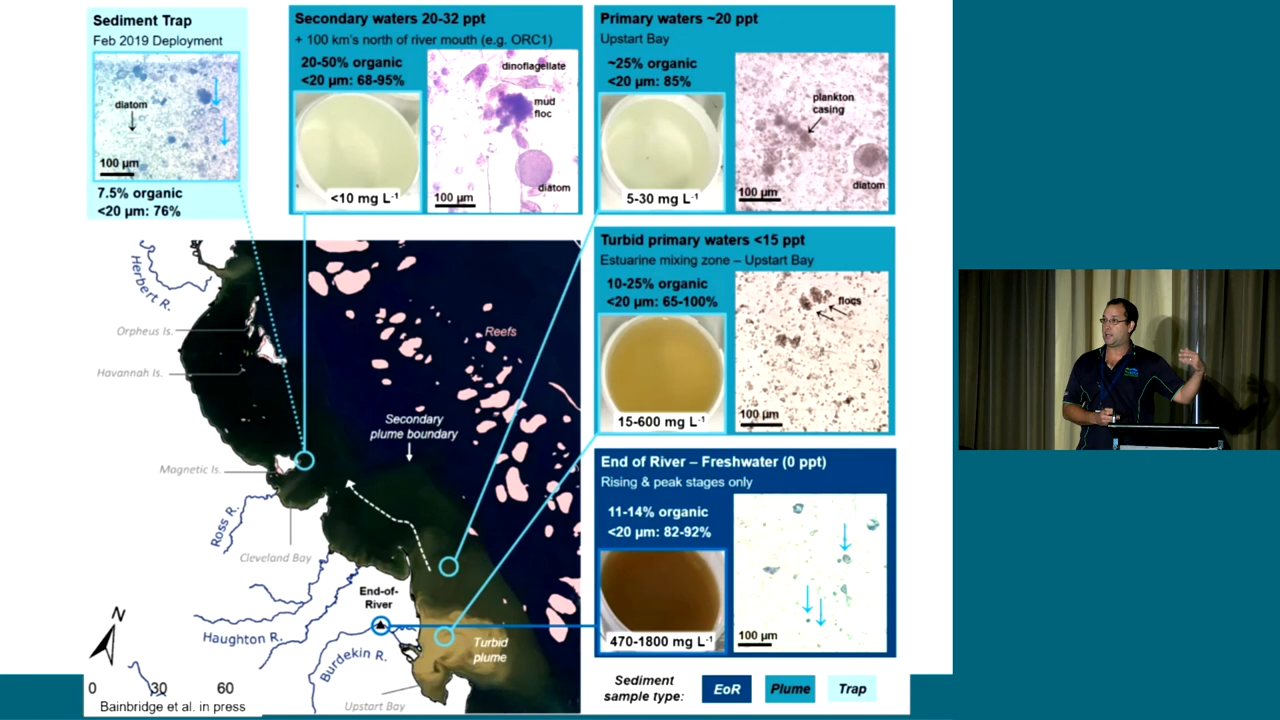 Sediment Trap
Feb 2019 Deployment
diatom
100 µm
7.5% organic
<20 µm: 76%
Secondary waters 20-32 ppt
+ 100 km's north of river mouth (e.g. ORC1)
20-50% organic
<20 µm: 68-95%
<10 mg L-1
dinoflagellate
mud
floc
diatom
100 µm
Primary waters ~20 ppt
Upstart Bay
~25% organic
<20 µm: 85%
5-30 mg L-1
plankton
casing
diatom
100 µm
Turbid primary waters <15 ppt
Estuarine mixing zone – Upstart Bay
10-25% organic
<20 µm: 65-100%
15-600 mg L-1
flocs
100 µm
End of River – Freshwater (0 ppt)
Rising & peak stages only
11-14% organic
<20 µm: 82-92%
470-1800 mg L-1
100 µm
Herbert R.
Orpheus Is.
Havannah Is.
Reefs
Secondary
plume boundary
Magnetic Is.
Ross R.
Cleveland Bay
End-of-
River
Haughton R.
Burdekin R.
Turbid
plume
Upstart Bay
N
0 30 60
Bainbridge et al. in press
Sediment
sample type:
EoR
Plume
Trap